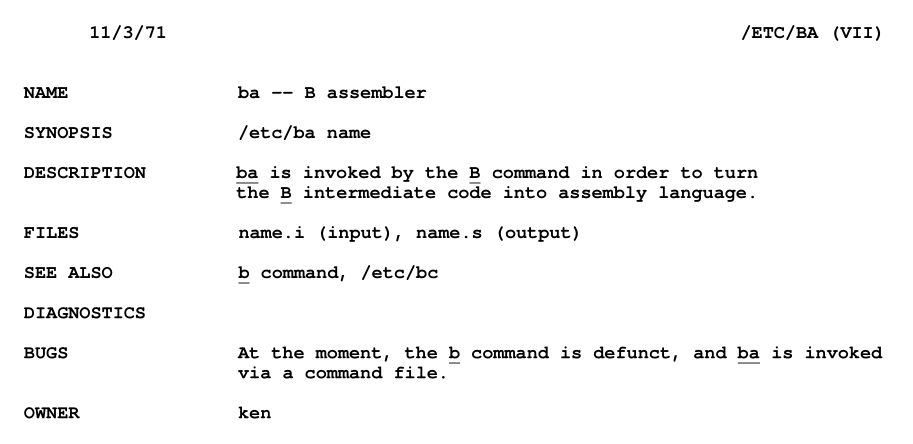 11/3/71 /ETC/BA (VII)
NAME ba -- B assembler
SYNOPSIS /etc/ba name
DESCRIPTION ba is invoked by the B command in order to turn
the B intermediate code into assembly language.
FILES name.i (input), name.s (output)
SEE ALSO b command, /etc/bc
DIAGNOSTICS
BUGS At the moment, the b command is defunct, and ba is invoked
via a command file.
OWNER ken